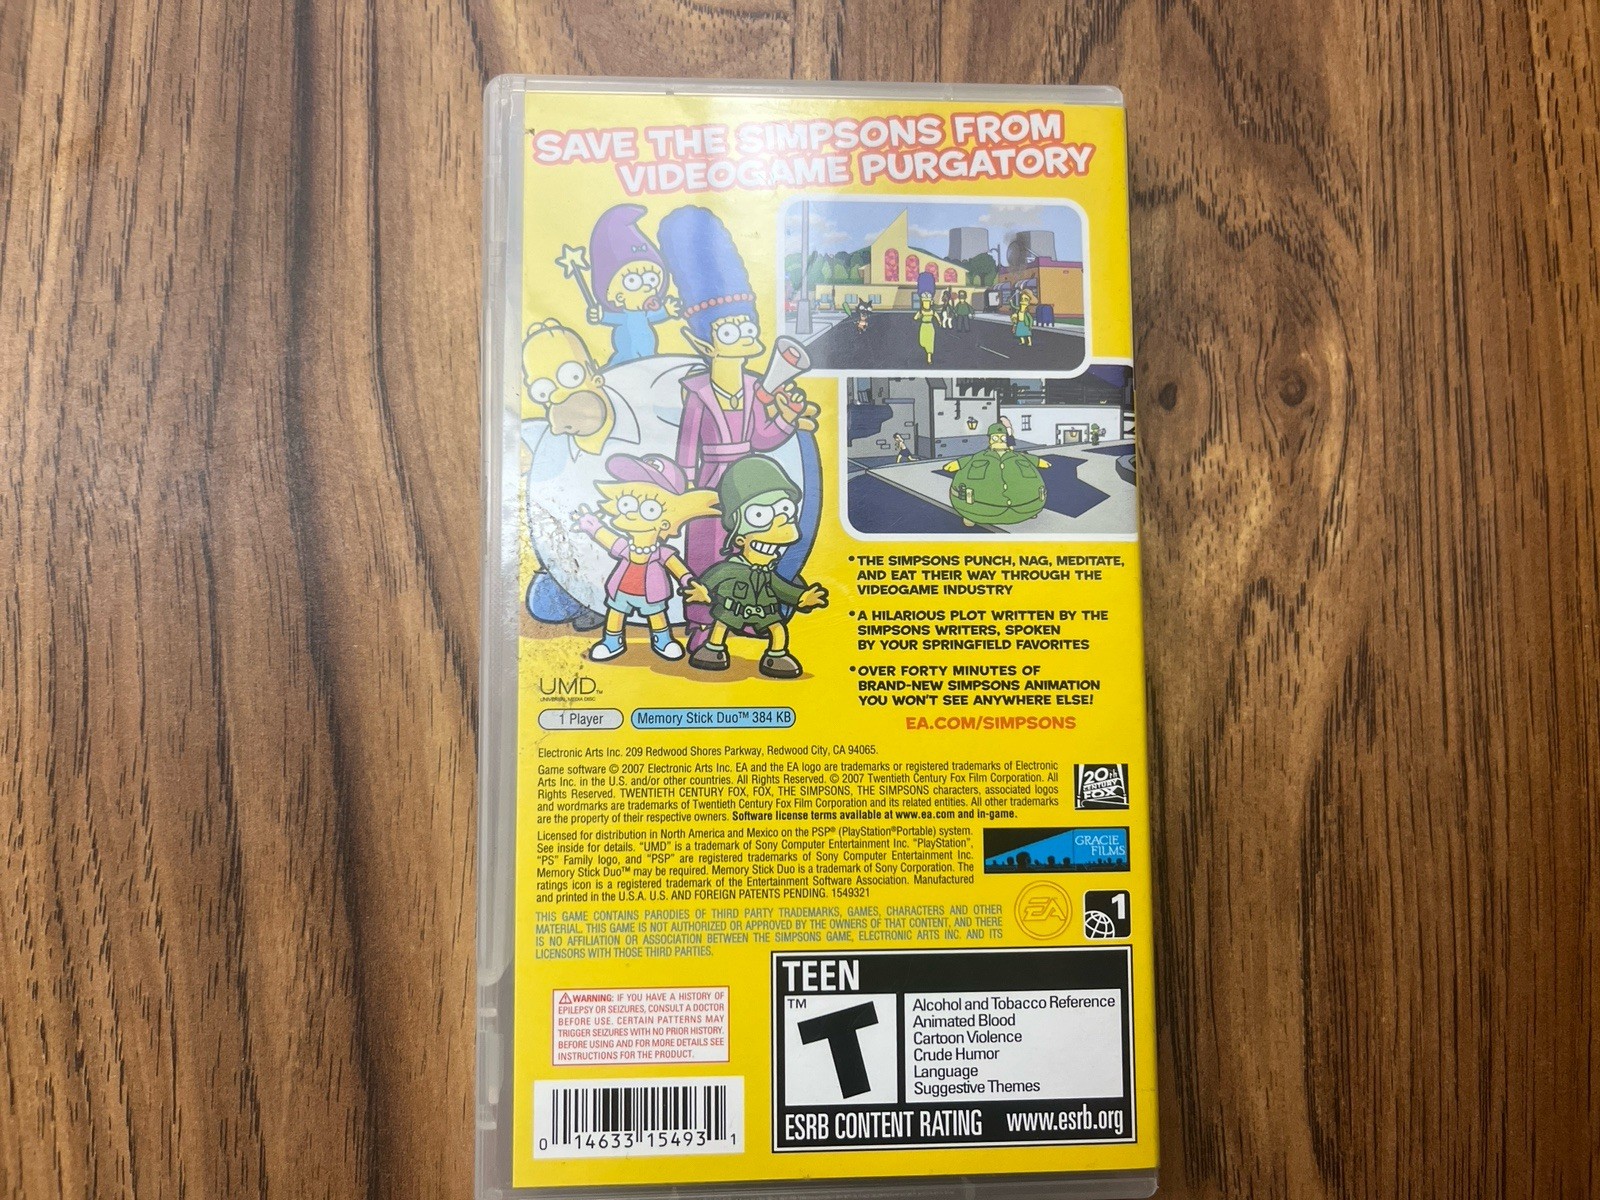 SAVE THE SIMPSONS FROM
VIDEOGAME PURGATORY
• THE SIMPSONS PUNCH, NAG, MEDITATE,
AND EAT THEIR WAY THROUGH THE
VIDEOGAME INDUSTRY
• A HILARIOUS PLOT WRITTEN BY THE
SIMPSONS WRITERS, SPOKEN
BY YOUR SPRINGFIELD FAVORITES
• OVER FORTY MINUTES OF
BRAND-NEW SIMPSONS ANIMATION
YOU WON'T SEE ANYWHERE ELSE!
EA.COM/SIMPSONS
UMD™
UNIVERSAL MEDIA DISC
1 Player
Memory Stick Duo™ 384 KB
Electronic Arts Inc. 209 Redwood Shores Parkway, Redwood City, CA 94065.
Game software © 2007 Electronic Arts Inc. EA and the EA logo are trademarks or registered trademarks of Electronic
Arts Inc. in the U.S. and/or other countries. All Rights Reserved. © 2007 Twentieth Century Fox Film Corporation. All
Rights Reserved. TWENTIETH CENTURY FOX, FOX, THE SIMPSONS, THE SIMPSONS characters, associated logos
and wordmarks are trademarks of Twentieth Century Fox Film Corporation and its related entities. All other trademarks
are the property of their respective owners. Software license terms available at www.ea.com and in-game.
20th
CENTURY
FOX
Licensed for distribution in North America and Mexico on the PSP® (PlayStation®Portable) system.
See inside for details. "UMD" is a trademark of Sony Computer Entertainment Inc. "PlayStation",
"PS" Family logo, and "PSP" are registered trademarks of Sony Computer Entertainment Inc.
Memory Stick Duo™ may be required. Memory Stick Duo is a trademark of Sony Corporation. The
ratings icon is a registered trademark of the Entertainment Software Association. Manufactured
and printed in the U.S.A. U.S. AND FOREIGN PATENTS PENDING. 1549321
GRACIE
FILMS
THIS GAME CONTAINS PARODIES OF THIRD PARTY TRADEMARKS, GAMES, CHARACTERS AND OTHER
MATERIAL. THIS GAME IS NOT AUTHORIZED OR APPROVED BY THE OWNERS OF THAT CONTENT, AND THERE
IS NO AFFILIATION OR ASSOCIATION BETWEEN THE SIMPSONS GAME, ELECTRONIC ARTS INC. AND ITS
LICENSORS WITH THOSE THIRD PARTIES.
EA
1
WARNING: IF YOU HAVE A HISTORY OF
EPILEPSY OR SEIZURES, CONSULT A DOCTOR
BEFORE USE. CERTAIN PATTERNS MAY
TRIGGER SEIZURES WITH NO PRIOR HISTORY.
BEFORE USING AND FOR MORE DETAILS SEE
INSTRUCTIONS FOR THE PRODUCT.
TEEN
TM
T
Alcohol and Tobacco Reference
Animated Blood
Cartoon Violence
Crude Humor
Language
Suggestive Themes
ESRB CONTENT RATING www.esrb.org
0 14633 15493 1